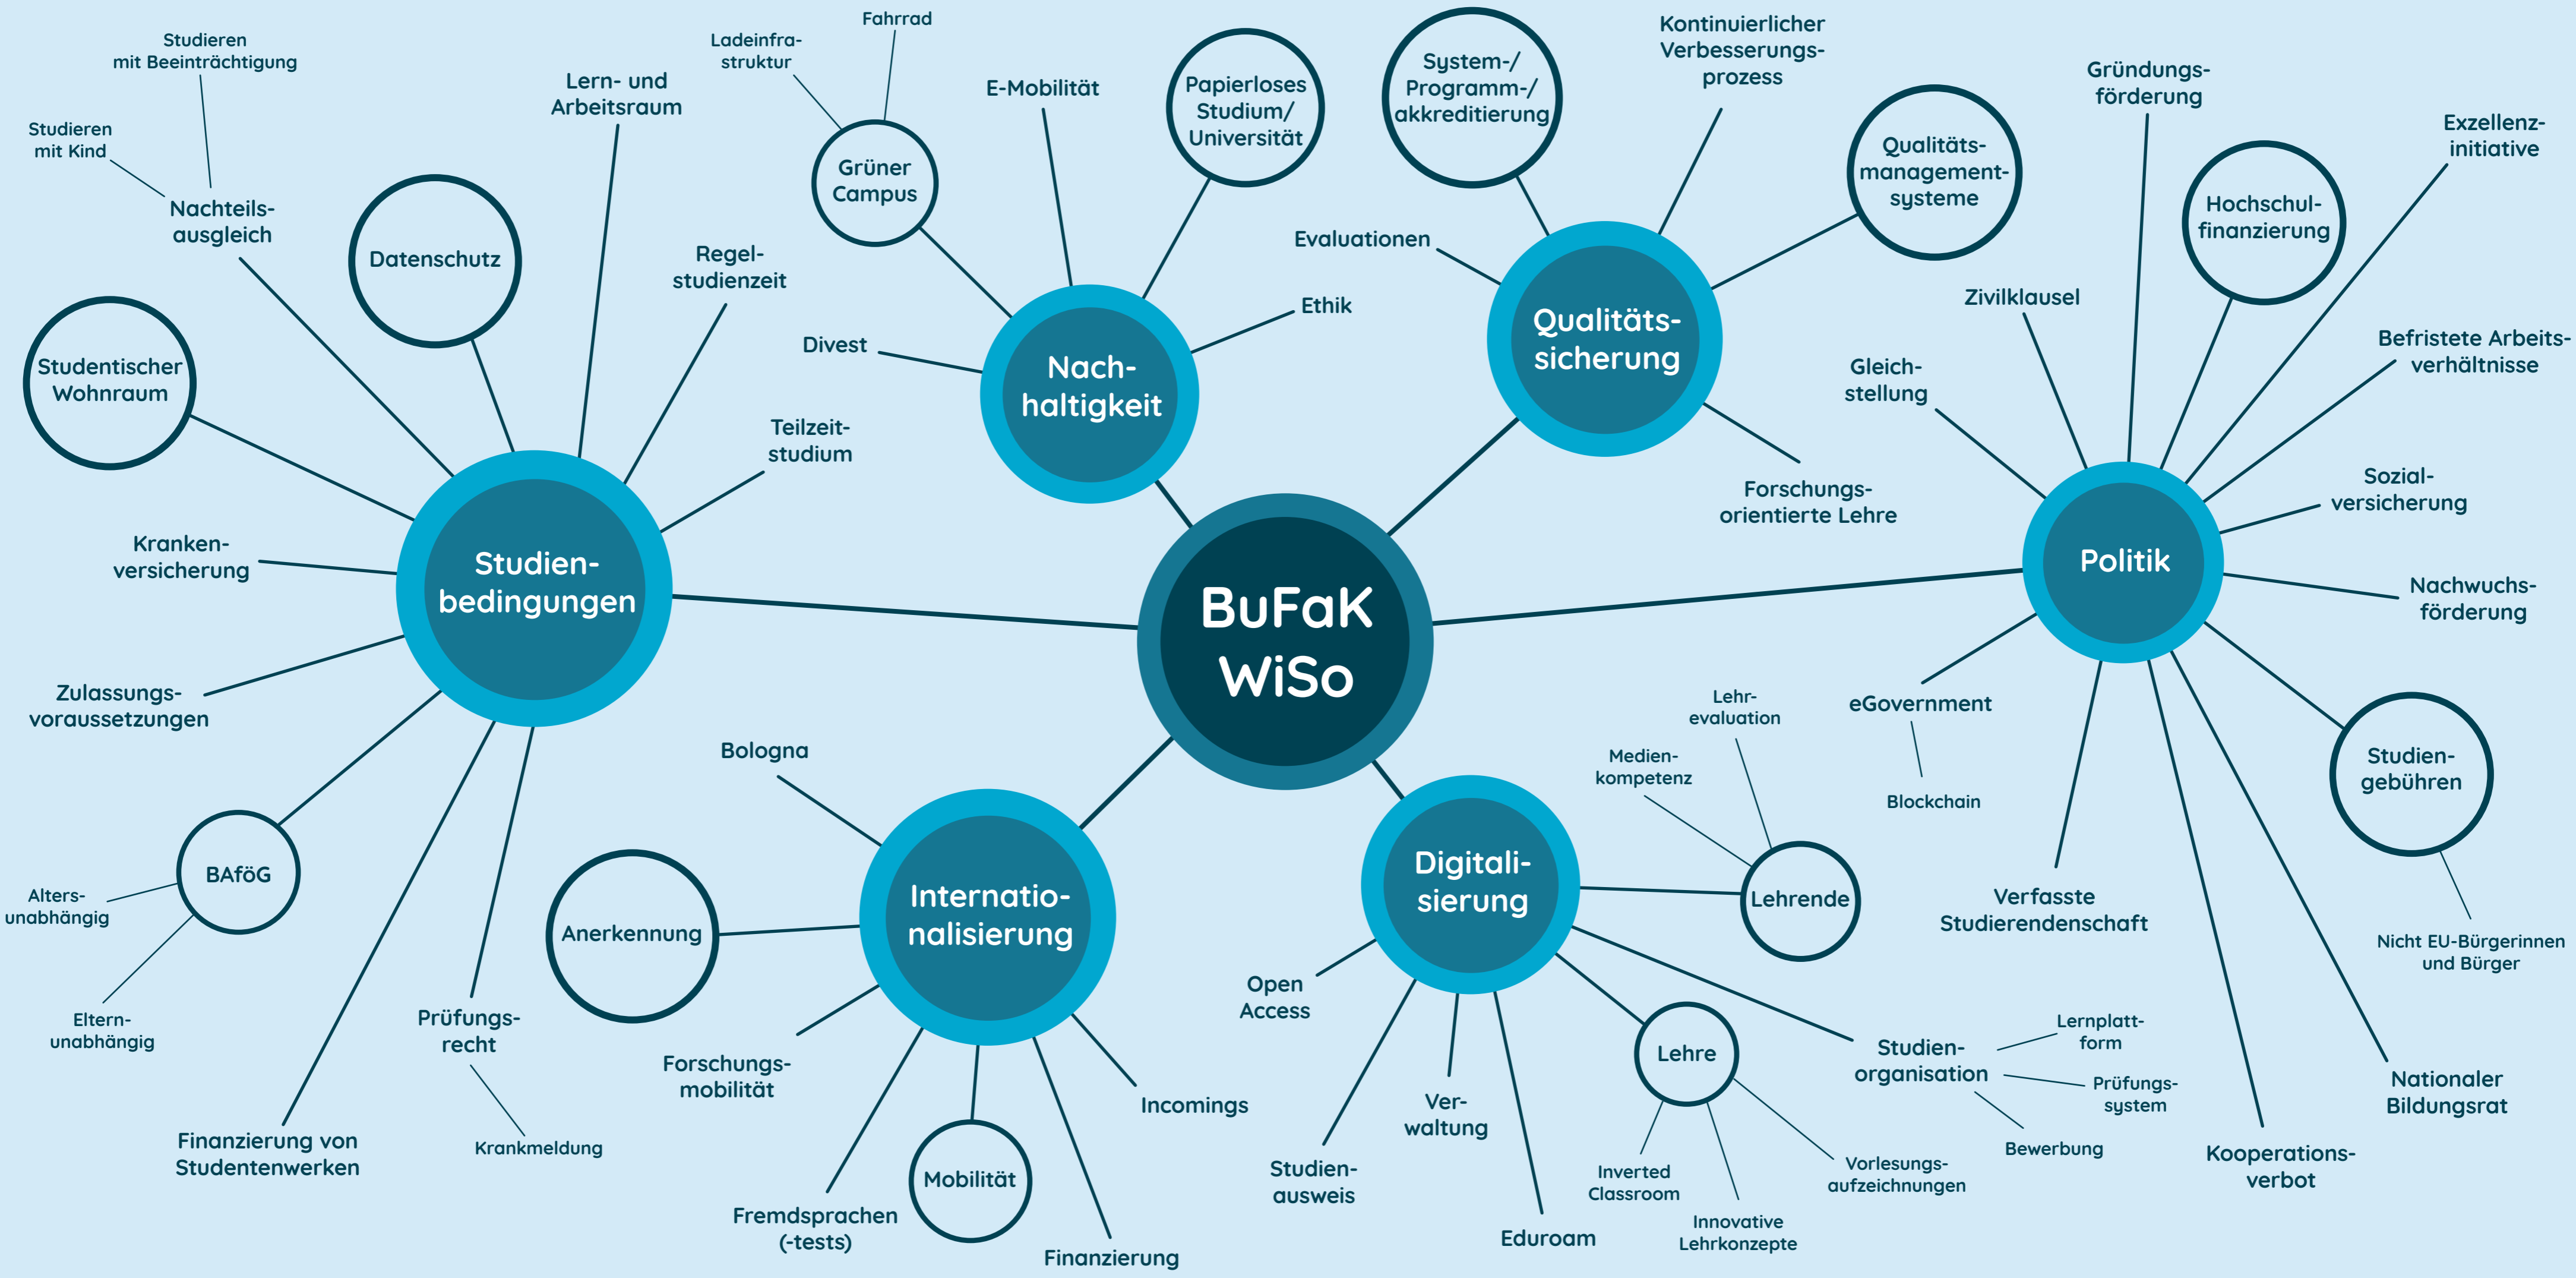 BuFaK
WiSo
Studien-
bedingungen
Studieren
mit Beeinträchtigung
Studieren
mit Kind
Nachteils-
ausgleich
Datenschutz
Lern- und
Arbeitsraum
Regel-
studienzeit
Teilzeit-
studium
Studentischer
Wohnraum
Kranken-
versicherung
Zulassungs-
voraussetzungen
BAföG
Alters-
unabhängig
Eltern-
unabhängig
Finanzierung von
Studentenwerken
Prüfungs-
recht
Krankmeldung
Nach-
haltigkeit
Ladeinfra-
struktur
Fahrrad
Grüner
Campus
E-Mobilität
Papierloses
Studium/
Universität
Divest
Ethik
Qualitäts-
sicherung
System-/
Programm-/
akkreditierung
Kontinuierlicher
Verbesserungs-
prozess
Qualitäts-
management-
systeme
Evaluationen
Forschungs-
orientierte Lehre
Politik
Gründungs-
förderung
Exzellenz-
initiative
Hochschul-
finanzierung
Zivilklausel
Gleich-
stellung
Befristete Arbeits-
verhältnisse
Sozial-
versicherung
Nachwuchs-
förderung
eGovernment
Blockchain
Studien-
gebühren
Nicht EU-Bürgerinnen
und Bürger
Verfasste
Studierendenschaft
Kooperations-
verbot
Nationaler
Bildungsrat
Internatio-
nalisierung
Bologna
Anerkennung
Forschungs-
mobilität
Fremdsprachen
(-tests)
Mobilität
Finanzierung
Incomings
Digitali-
sierung
Lehr-
evaluation
Medien-
kompetenz
Lehrende
Open
Access
Studien-
ausweis
Ver-
waltung
Eduroam
Lehre
Inverted
Classroom
Innovative
Lehrkonzepte
Vorlesungs-
aufzeichnungen
Studien-
organisation
Lernplatt-
form
Prüfungs-
system
Bewerbung